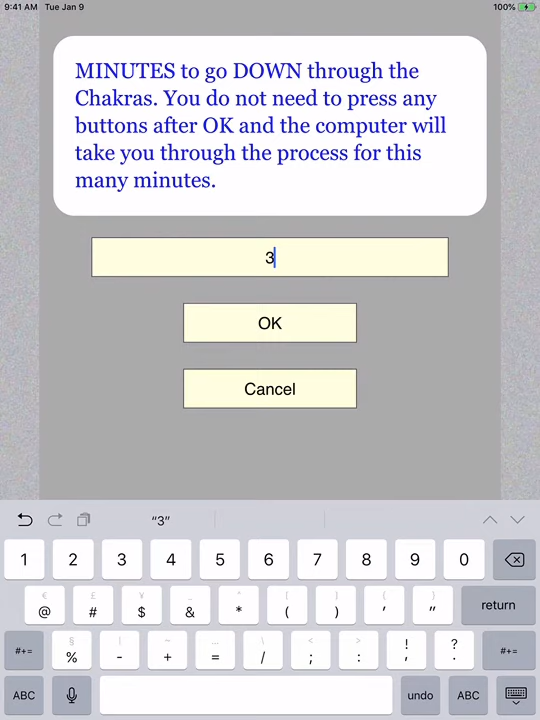 9:41 AM Tue Jan 9 100%
MINUTES to go DOWN through the
Chakras. You do not need to press any
buttons after OK and the computer will
take you through the process for this
many minutes.
3
OK
Cancel
“3”
1 2 3 4 5 6 7 8 9 0
€ £ ¥ _ ^ [ ] { }
@ # $ & * ( ) ' "
return
§ | ~ … \ < > ! ?
#+= % - + = / ; : , . #+=
ABC undo ABC